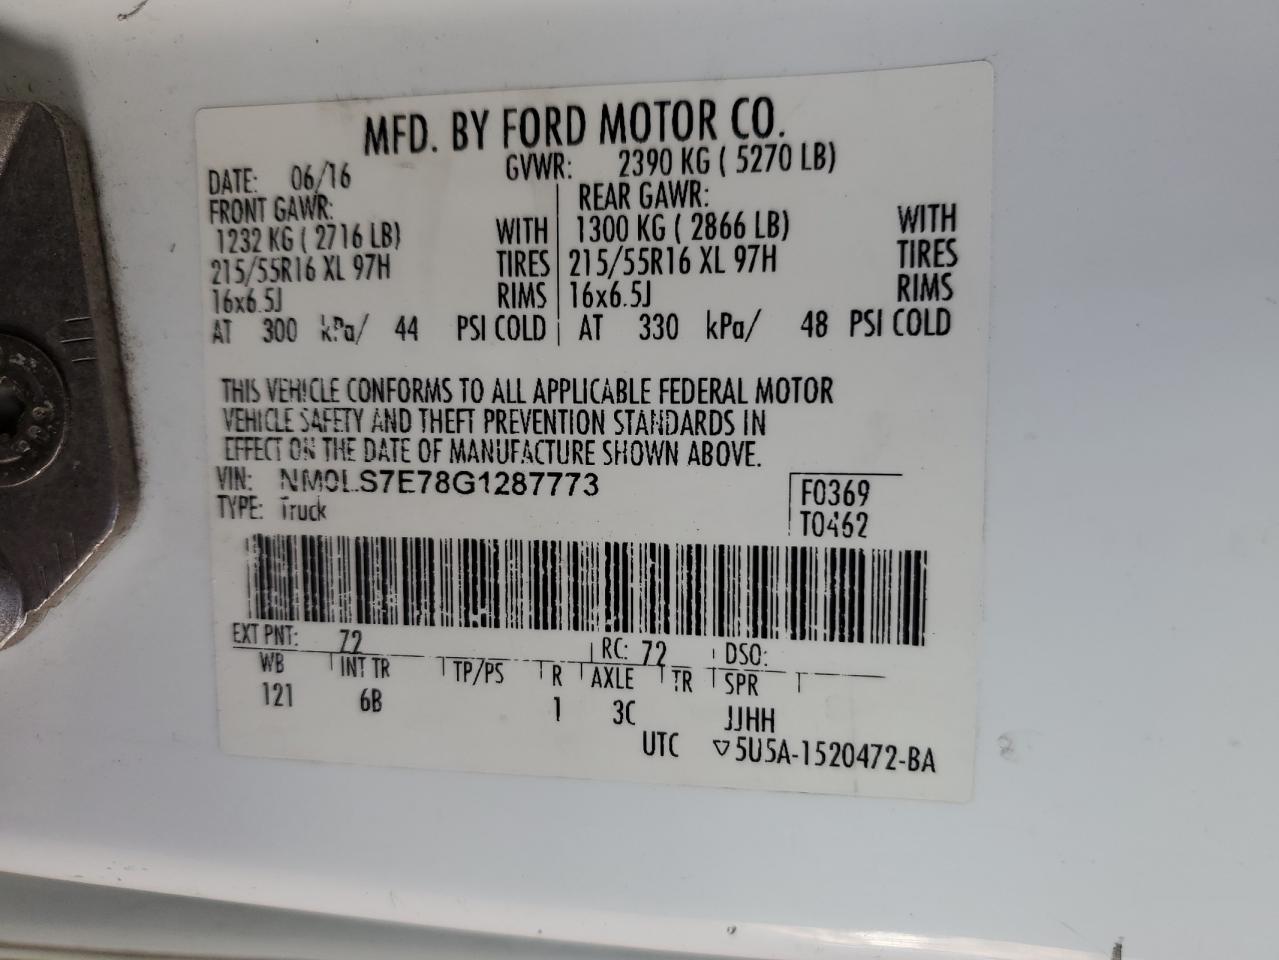 MFD. BY FORD MOTOR CO.
DATE: 06/16 GVWR: 2390 KG ( 5270 LB)
FRONT GAWR: REAR GAWR:
1232 KG ( 2716 LB) WITH 1300 KG ( 2866 LB) WITH
215/55R16 XL 97H TIRES 215/55R16 XL 97H TIRES
16x6.5J RIMS 16x6.5J RIMS
AT 300 kPa/ 44 PSI COLD AT 330 kPa/ 48 PSI COLD
THIS VEHICLE CONFORMS TO ALL APPLICABLE FEDERAL MOTOR
VEHICLE SAFETY AND THEFT PREVENTION STANDARDS IN
EFFECT ON THE DATE OF MANUFACTURE SHOWN ABOVE.
VIN: NM0LS7E78G1287773 F0369
TYPE: Truck T0462
EXT PNT: 72 RC: 72 DSO:
WB INT TR TP/PS R AXLE TR SPR
121 6B 1 3C JJHH
UTC ▽5U5A-1520472-BA